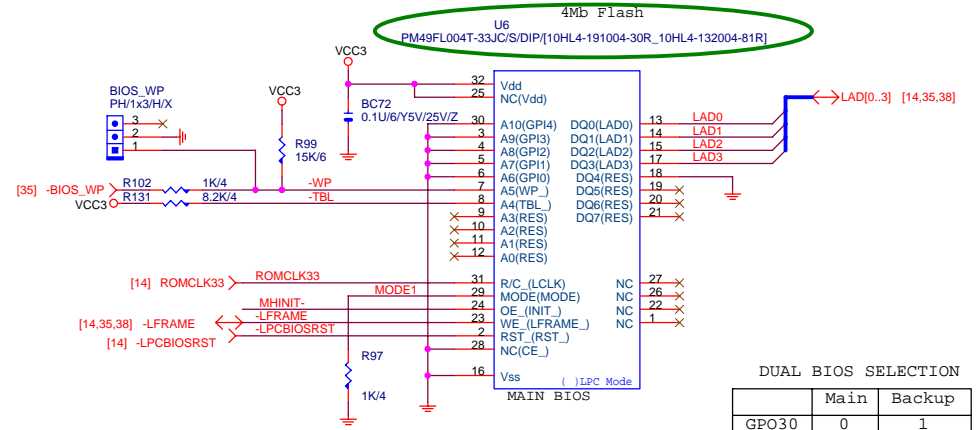 4Mb Flash
U6
PM49FL004T-33JC/S/DIP/[10HL4-191004-30R_10HL4-132004-81R]
VCC3
BIOS_WP
PH/1x3/H/X
3
2
1
VCC3
BC72
0.1U/6/Y5V/25V/Z
R99
15K/6
[35] -BIOS_WP
R102
1K/4
-WP
VCC3
R131
8.2K/4
-TBL
32 Vdd
25 NC(Vdd)
30 A10(GPI4)
3 A9(GPI3)
4 A8(GPI2)
5 A7(GPI1)
6 A6(GPI0)
7 A5(WP_)
8 A4(TBL_)
9 A3(RES)
10 A2(RES)
11 A1(RES)
12 A0(RES)
31 R/C_(LCLK)
29 MODE(MODE)
24 OE_(INIT_)
23 WE_(LFRAME_)
2 RST_(RST_)
28 NC(CE_)
16 Vss
DQ0(LAD0) 13 LAD0
DQ1(LAD1) 14 LAD1
DQ2(LAD2) 15 LAD2
DQ3(LAD3) 17 LAD3
DQ4(RES) 18
DQ5(RES) 19
DQ6(RES) 20
DQ7(RES) 21
NC 27
NC 26
NC 22
NC 1
LAD[0..3] [14,35,38]
[14] ROMCLK33
ROMCLK33
MODE1
MHINIT-
[14,35,38] -LFRAME
-LFRAME
[14] -LPCBIOSRST
-LPCBIOSRST
R97
1K/4
( )LPC Mode
MAIN BIOS
DUAL BIOS SELECTION
Main Backup
GPO30 0 1